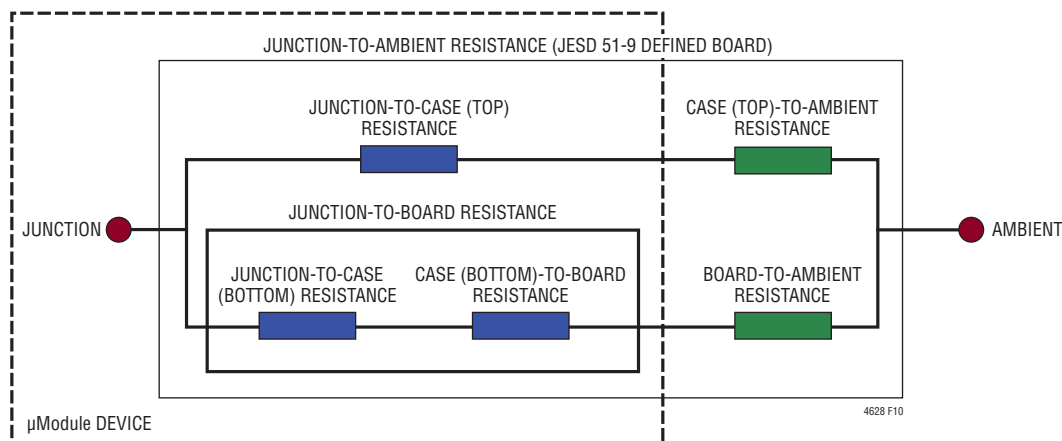 JUNCTION-TO-AMBIENT RESISTANCE (JESD 51-9 DEFINED BOARD)
JUNCTION-TO-CASE (TOP)
RESISTANCE
CASE (TOP)-TO-AMBIENT
RESISTANCE
JUNCTION
JUNCTION-TO-BOARD RESISTANCE
AMBIENT
JUNCTION-TO-CASE
(BOTTOM) RESISTANCE
CASE (BOTTOM)-TO-BOARD
RESISTANCE
BOARD-TO-AMBIENT
RESISTANCE
4628 F10
µModule DEVICE